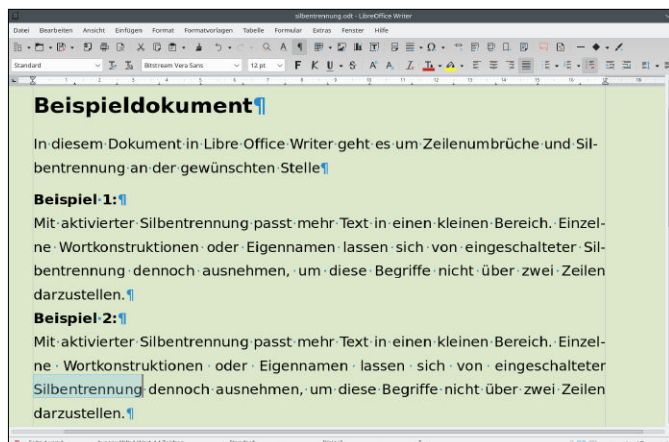 silbentrennung.odt - LibreOffice Writer
Datei Bearbeiten Ansicht Einfügen Format Formatvorlagen Tabelle Formular Extras Fenster Hilfe
Standard Bitstream Vera Sans 12 pt F K U S A A I
Beispieldokument¶
In·diesem·Dokument·in·Libre·Office·Writer·geht·es·um·Zeilenumbrüche·und·Sil-
bentrennung·an·der·gewünschten·Stelle¶
Beispiel·1:¶
Mit·aktivierter·Silbentrennung·passt·mehr·Text·in·einen·kleinen·Bereich.·Einzel-
ne·Wortkonstruktionen·oder·Eigennamen·lassen·sich·von·eingeschalteter·Sil-
bentrennung·dennoch·ausnehmen,·um·diese·Begriffe·nicht·über·zwei·Zeilen
darzustellen.¶
Beispiel·2:¶
Mit·aktivierter·Silbentrennung·passt·mehr·Text·in·einen·kleinen·Bereich.·Einzel-
ne·Wortkonstruktionen·oder·Eigennamen·lassen·sich·von·eingeschalteter
Silbentrennung·dennoch·ausnehmen,·um·diese·Begriffe·nicht·über·zwei·Zeilen
darzustellen.¶